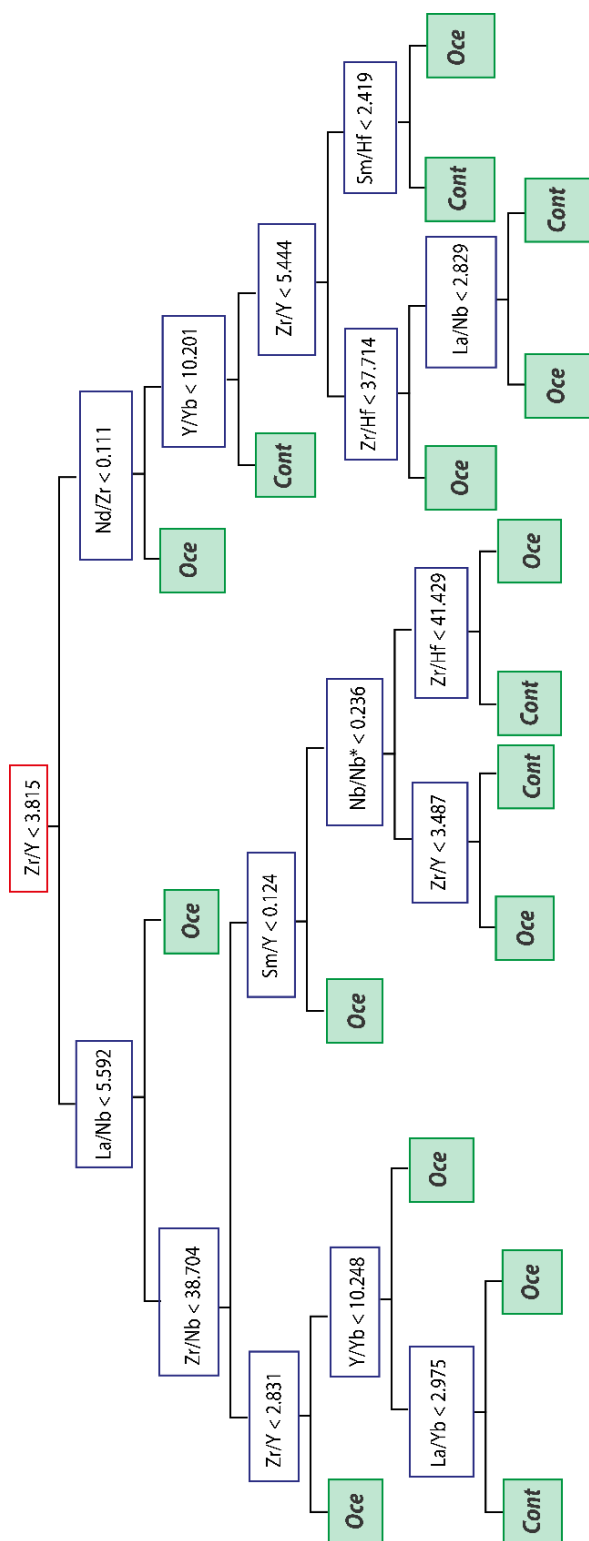 Zr/Y < 3.815
La/Nb < 5.592
Nd/Zr < 0.111
Zr/Nb < 38.704
Oce
Oce
Y/Yb < 10.201
Zr/Y < 2.831
Sm/Y < 0.124
Cont
Zr/Y < 5.444
Oce
Y/Yb < 10.248
Oce
Nb/Nb* < 0.236
Zr/Hf < 37.714
Sm/Hf < 2.419
La/Yb < 2.975
Oce
Zr/Y < 3.487
Zr/Hf < 41.429
Oce
La/Nb < 2.829
Cont
Oce
Cont
Oce
Oce
Cont
Cont
Oce
Oce
Cont